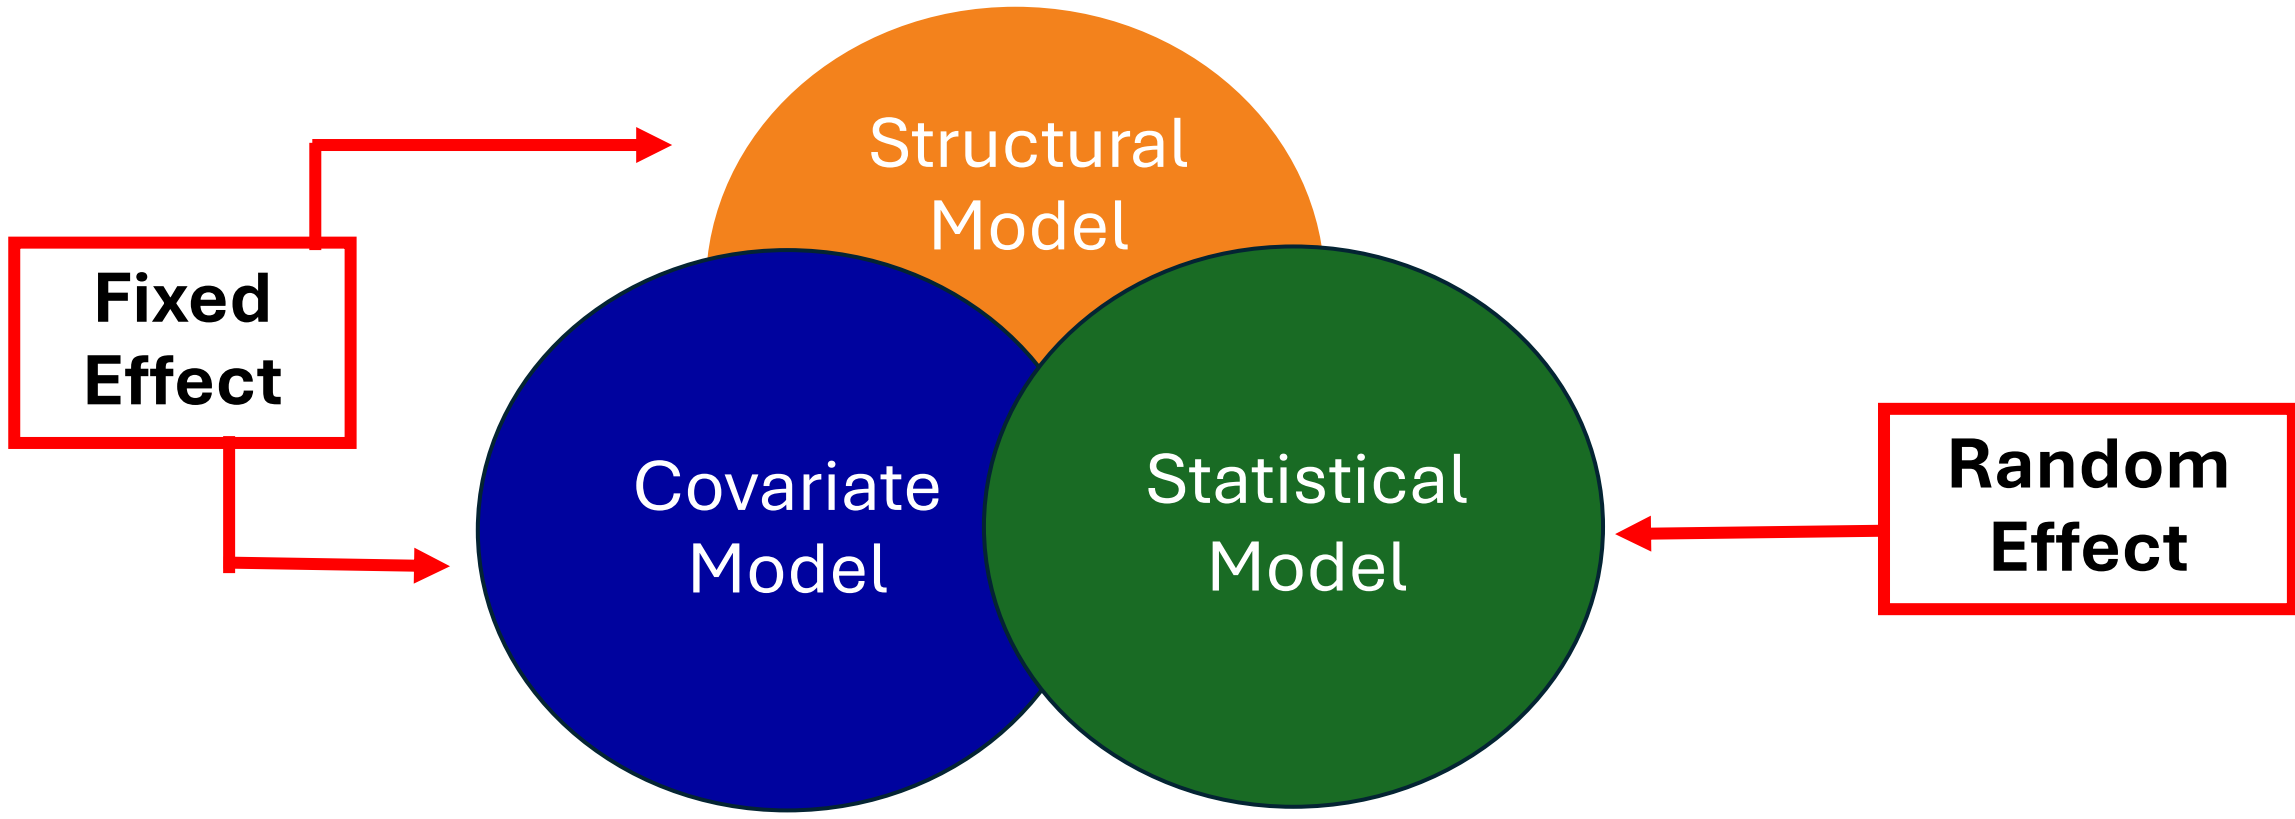 Structural
Model
Fixed
Effect
Covariate
Model
Statistical
Model
Random
Effect